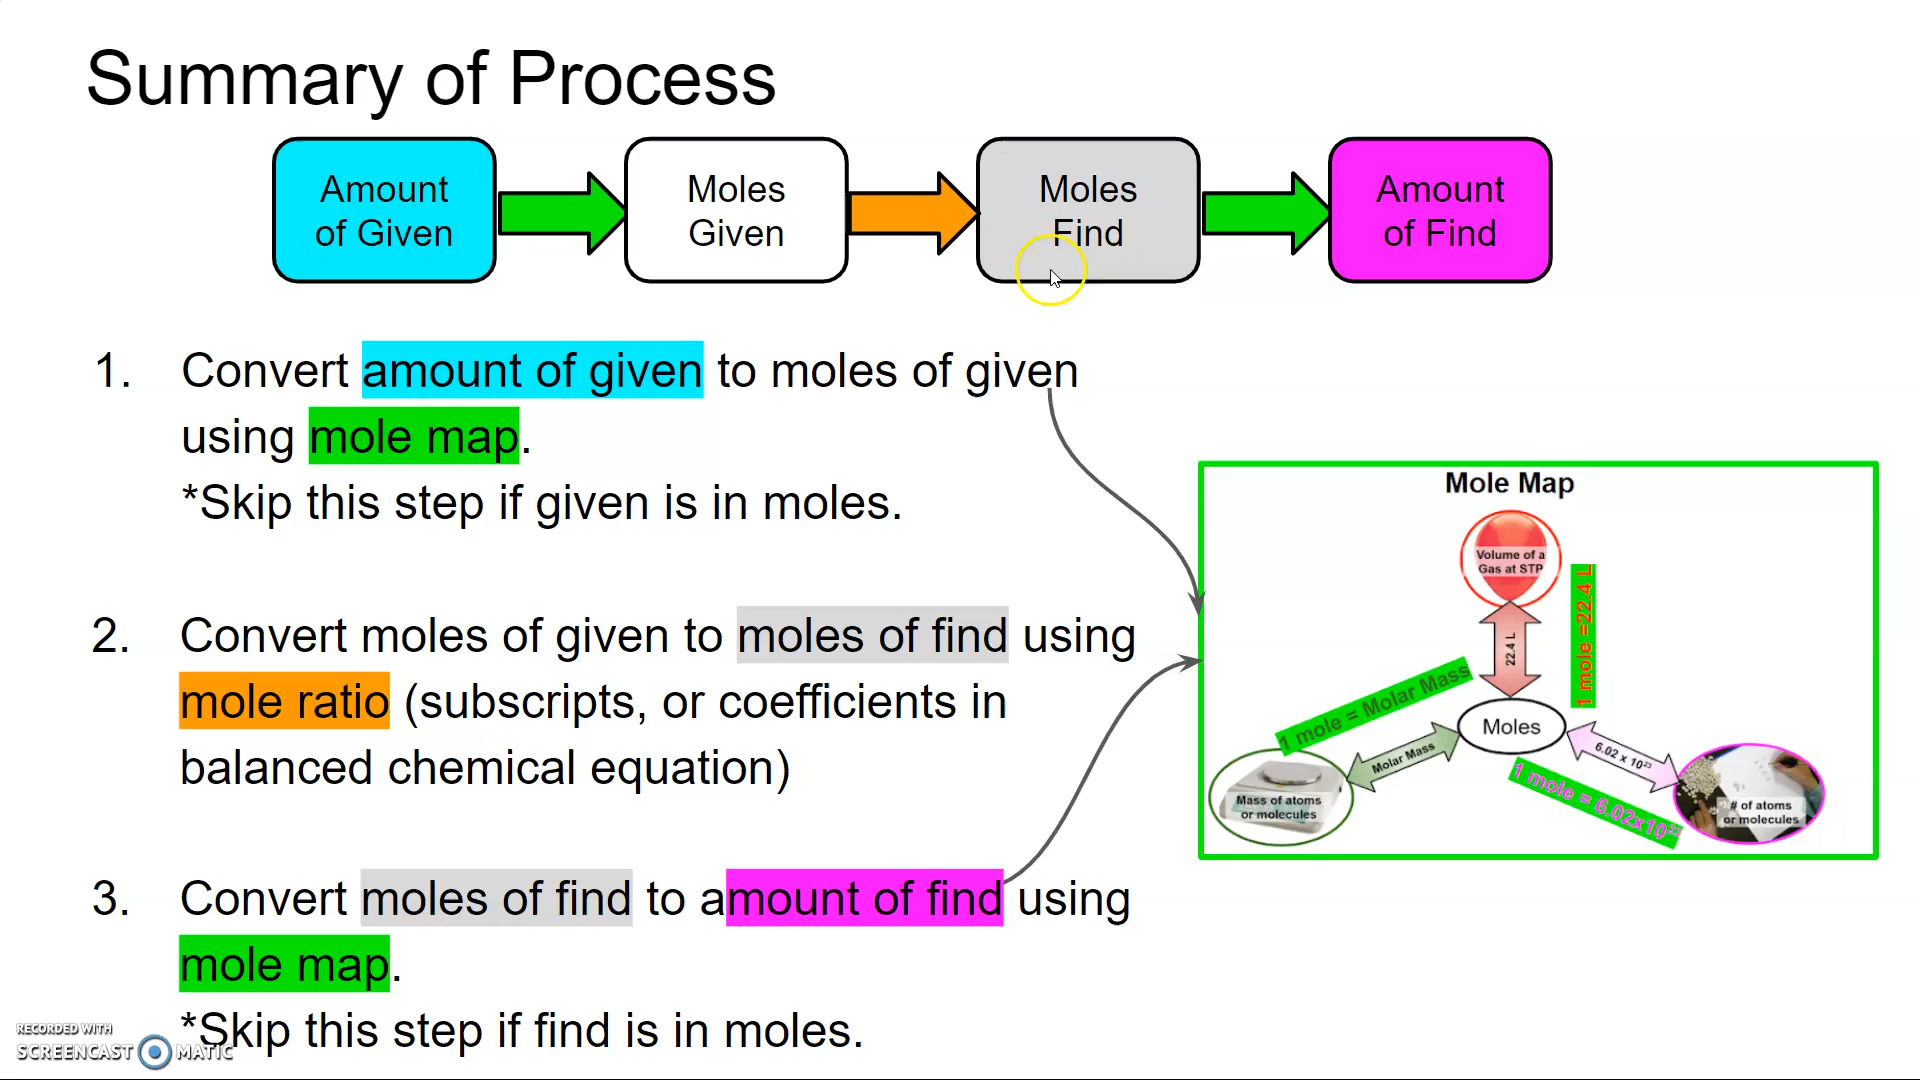 Summary of Process
Amount
of Given
Moles
Given
Moles
Find
Amount
of Find
1. Convert amount of given to moles of given
using mole map.
*Skip this step if given is in moles.
2. Convert moles of given to moles of find using
mole ratio (subscripts, or coefficients in
balanced chemical equation)
3. Convert moles of find to amount of find using
mole map.
*Skip this step if find is in moles.
Mole Map
Volume of a
Gas at STP
22.4 L
1 mole =22.4 L
1 mole = Molar Mass
Moles
Molar Mass
6.02 x 10²³
1 mole = 6.02x10²³
Mass of atoms
or molecules
# of atoms
or molecules
RECORDED WITH
SCREENCAST MATIC